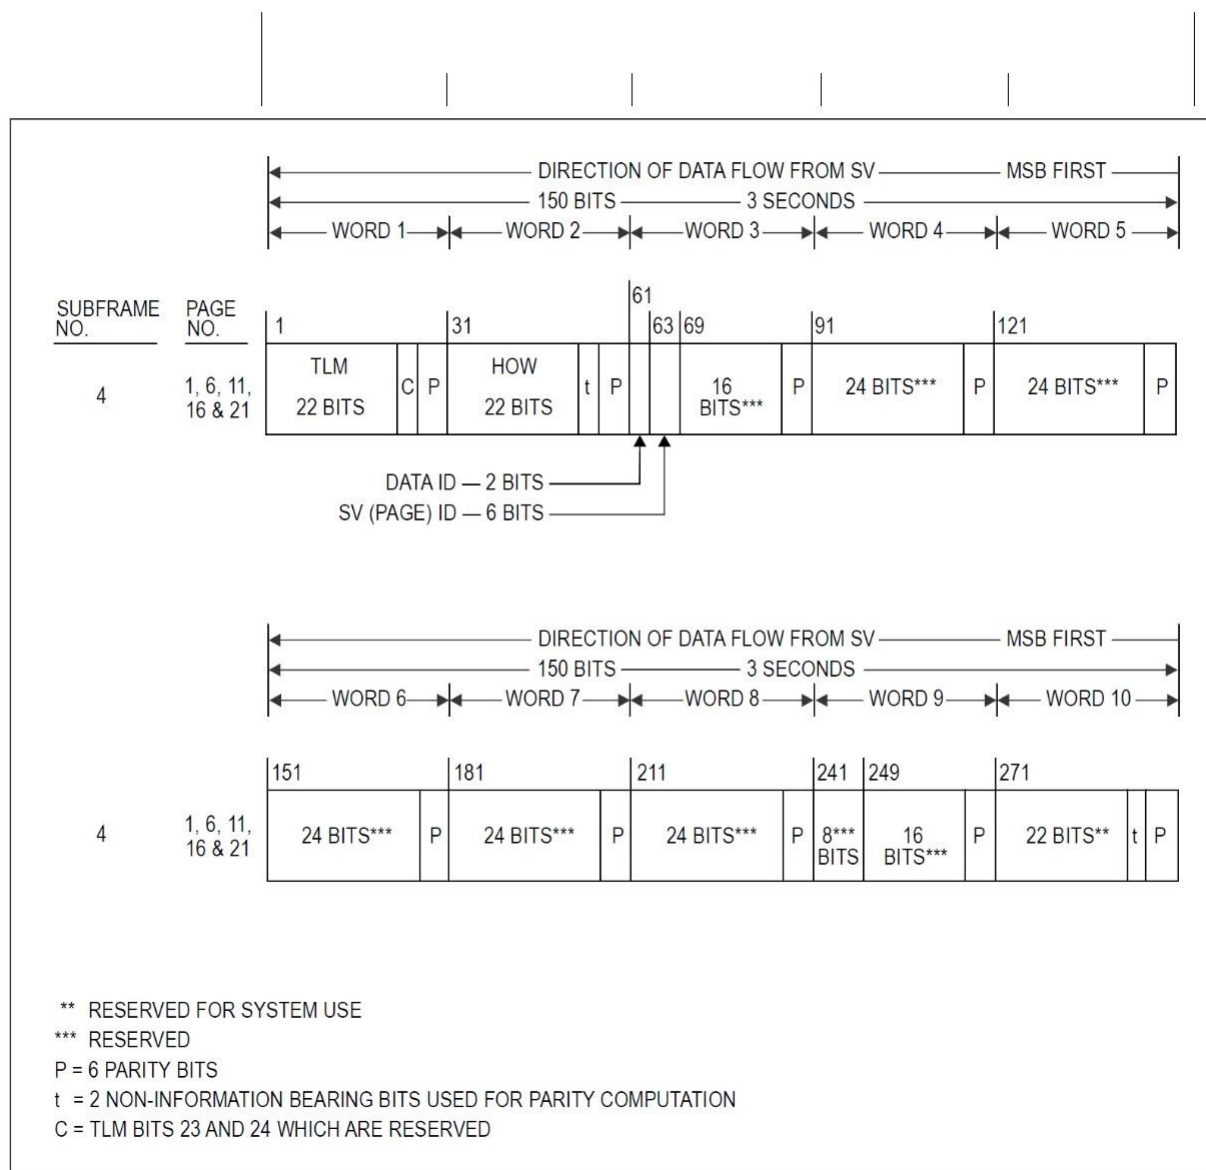 DIRECTION OF DATA FLOW FROM SV MSB FIRST
150 BITS 3 SECONDS
WORD 1 WORD 2 WORD 3 WORD 4 WORD 5
SUBFRAME NO. PAGE NO.
1 31 61 63 69 91 121
4
1, 6, 11,
16 & 21
TLM
22 BITS
C
P
HOW
22 BITS
t
P
16
BITS***
P
24 BITS***
P
24 BITS***
P
DATA ID — 2 BITS
SV (PAGE) ID — 6 BITS
DIRECTION OF DATA FLOW FROM SV MSB FIRST
150 BITS 3 SECONDS
WORD 6 WORD 7 WORD 8 WORD 9 WORD 10
151 181 211 241 249 271
4
1, 6, 11,
16 & 21
24 BITS***
P
24 BITS***
P
24 BITS***
P
8***
BITS
16
BITS***
P
22 BITS**
t
P
** RESERVED FOR SYSTEM USE
*** RESERVED
P = 6 PARITY BITS
t = 2 NON-INFORMATION BEARING BITS USED FOR PARITY COMPUTATION
C = TLM BITS 23 AND 24 WHICH ARE RESERVED